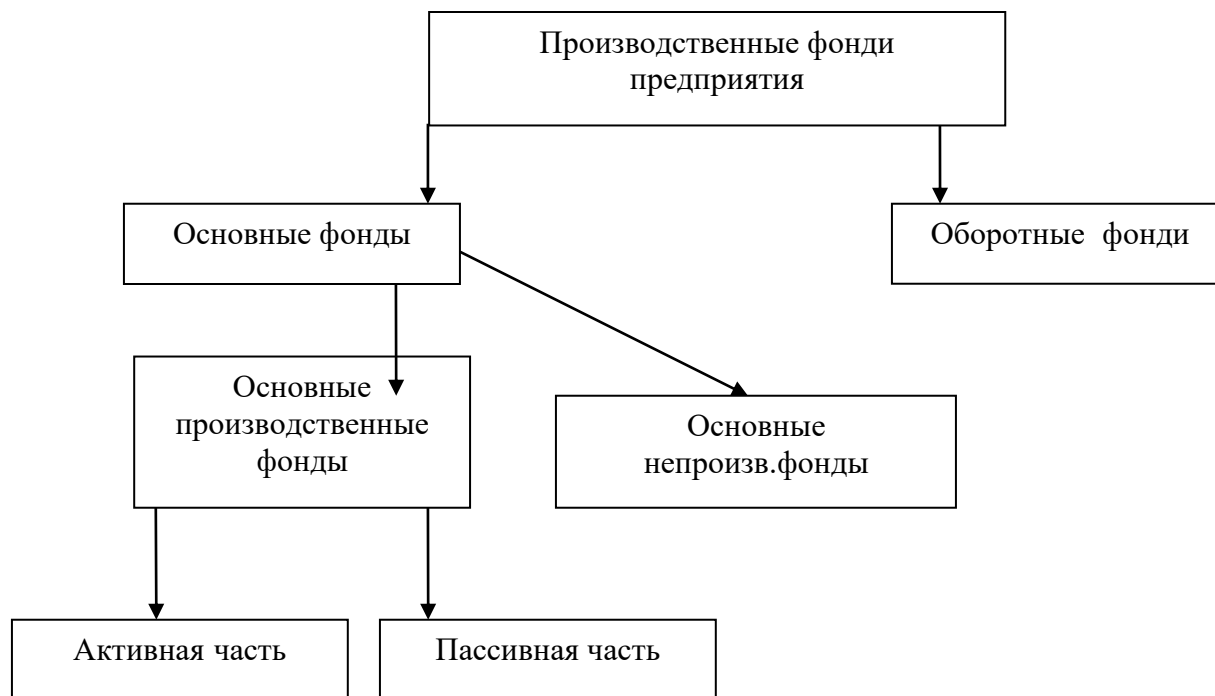 Производственные фонди
предприятия
Основные фонды
Оборотные фонди
Основные
производственные
фонды
Основные
непроизв.фонды
Активная часть
Пассивная часть